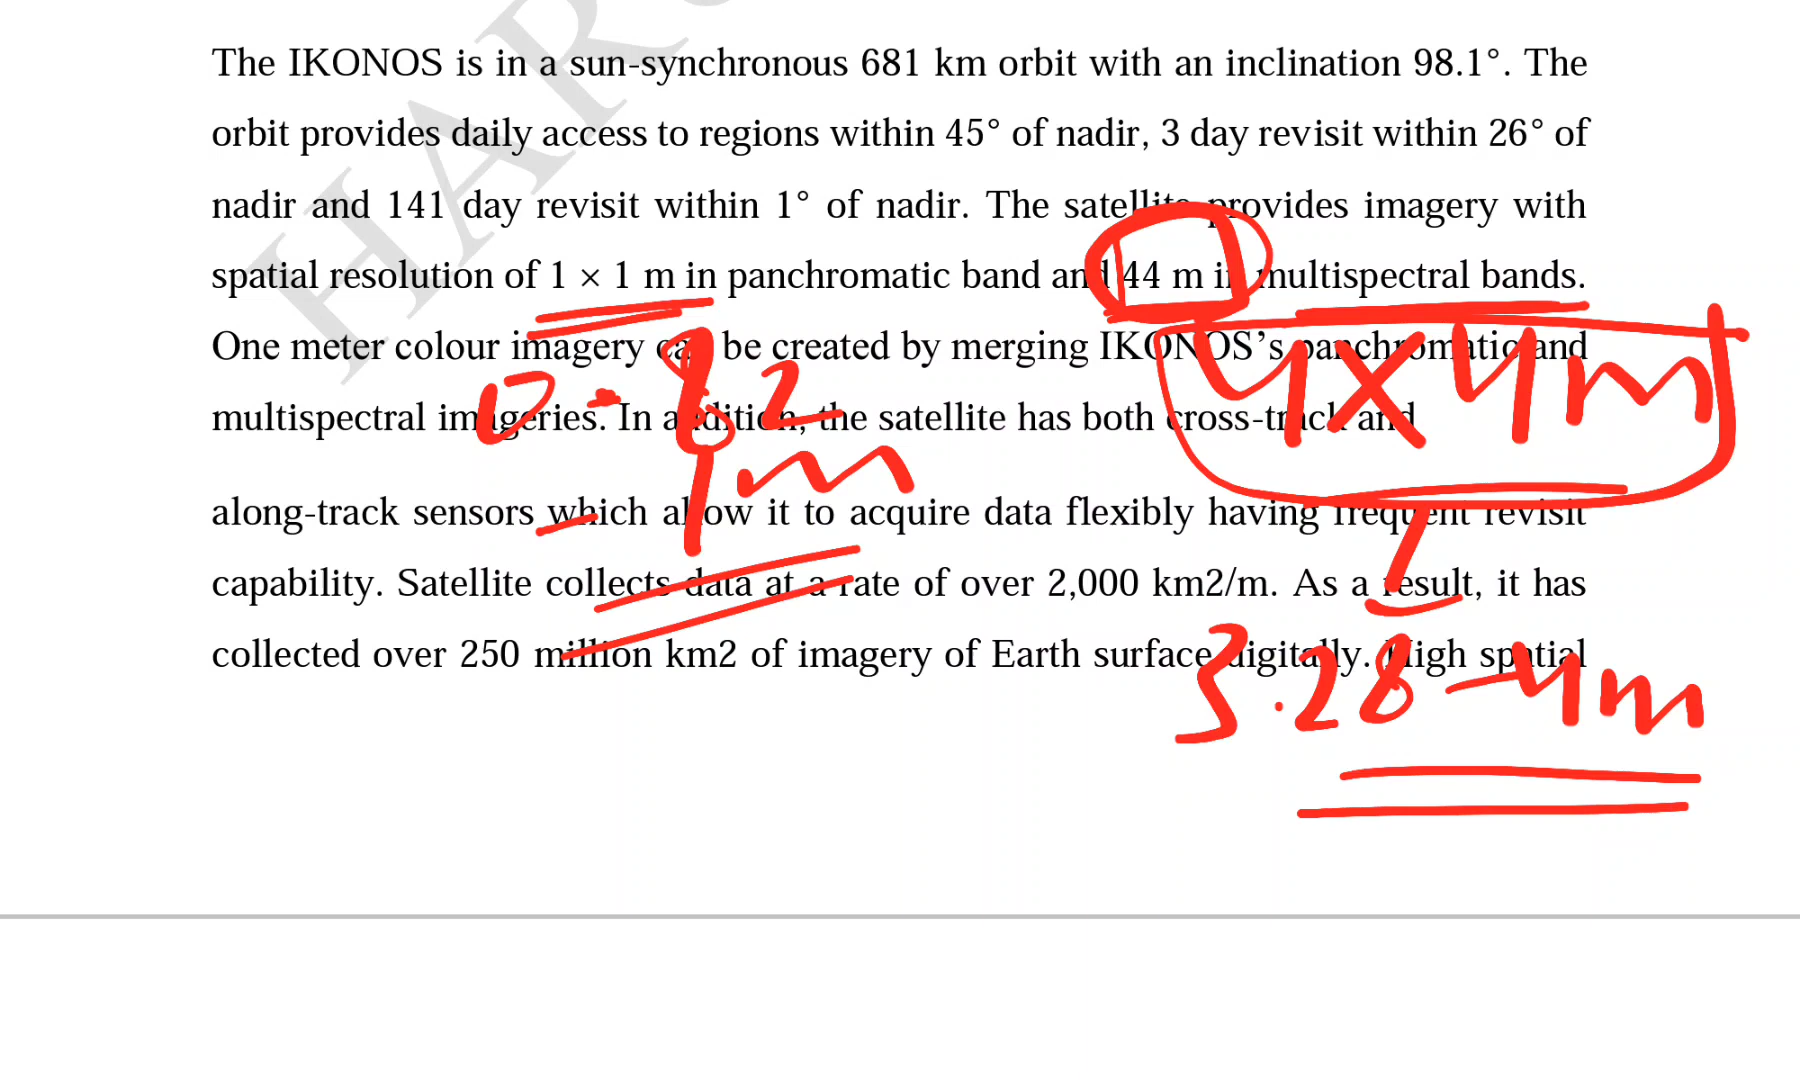 The IKONOS is in a sun-synchronous 681 km orbit with an inclination 98.1°. The
orbit provides daily access to regions within 45° of nadir, 3 day revisit within 26° of
nadir and 141 day revisit within 1° of nadir. The satellite provides imagery with
spatial resolution of 1 × 1 m in panchromatic band and 44 m in multispectral bands.
One meter colour imagery can be created by merging IKONOS’s panchromatic and
4×4m
multispectral imageries. In addition, the satellite has both cross-track and
0.82
m
along-track sensors which allow it to acquire data flexibly having frequent revisit
capability. Satellite collects data at a rate of over 2,000 km2/m. As a result, it has
collected over 250 million km2 of imagery of Earth surface digitally. High spatial
3.28-4m